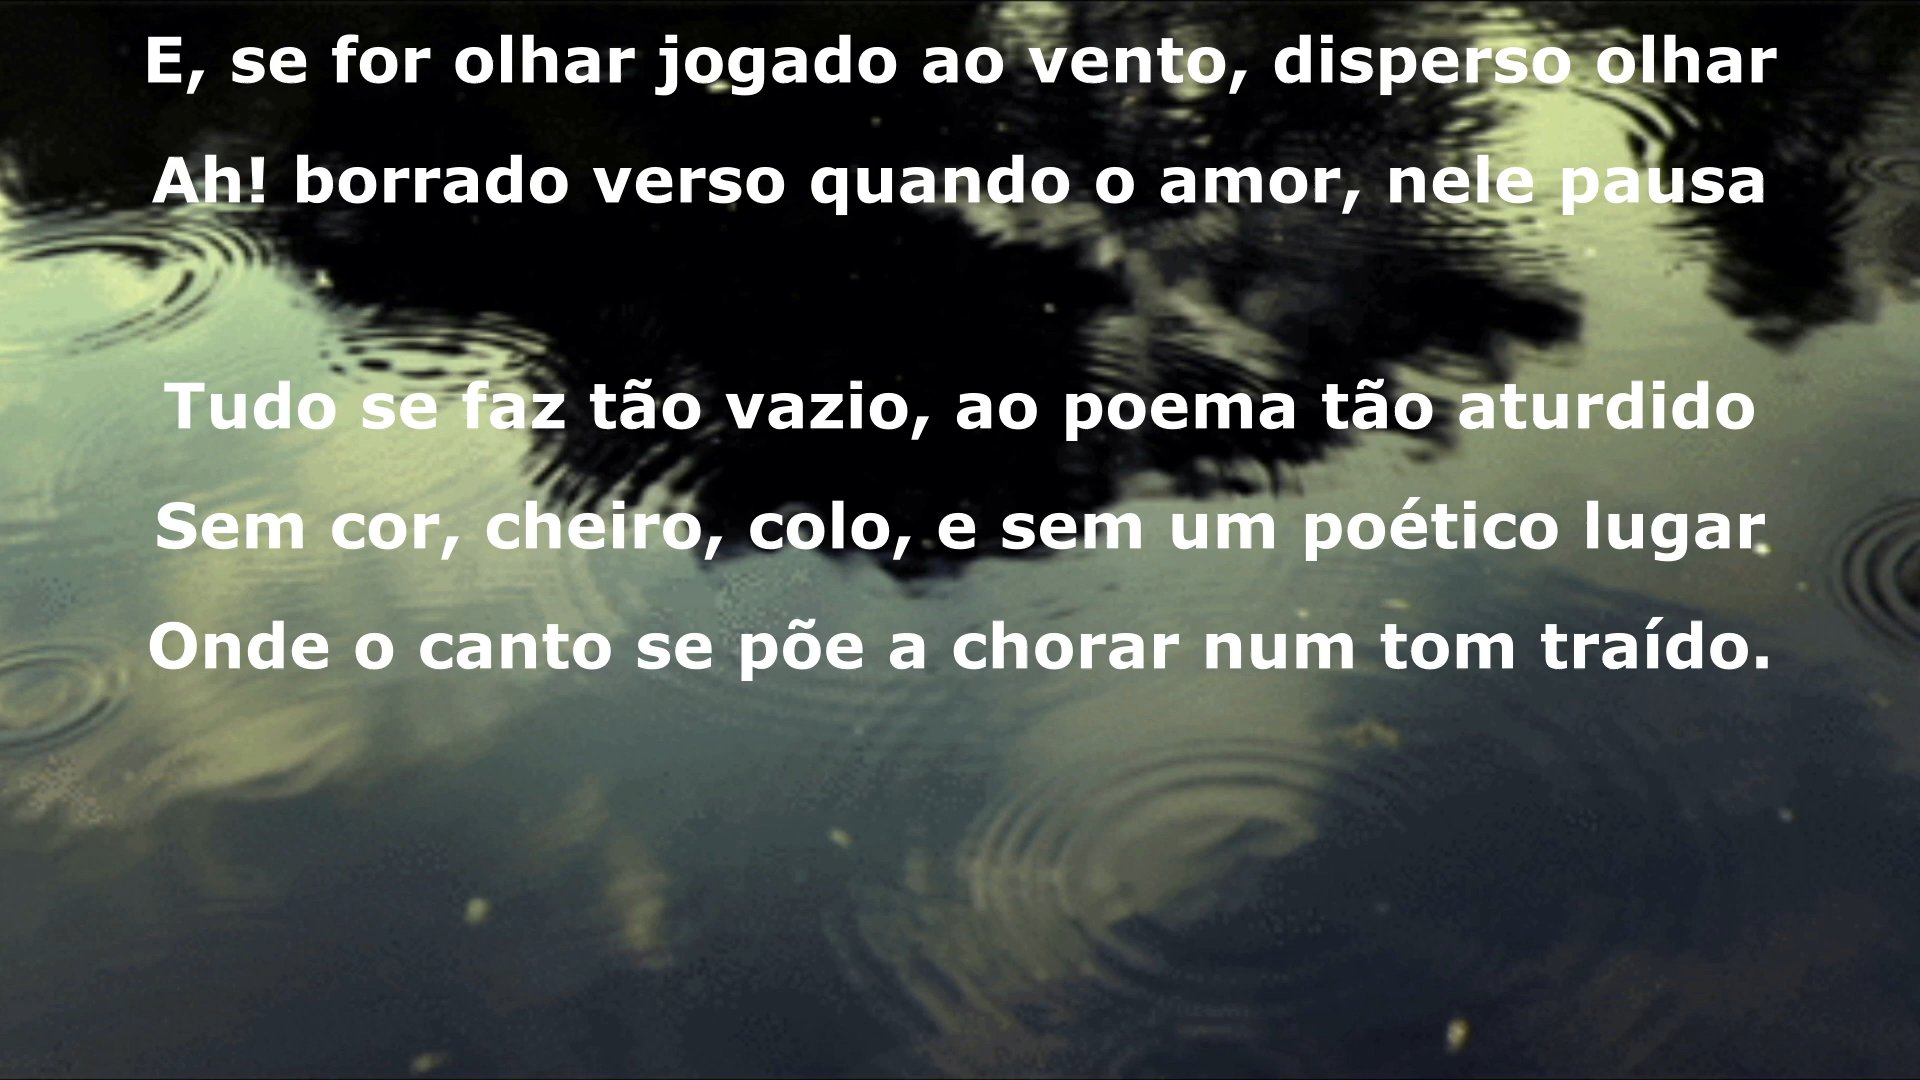 E, se for olhar jogado ao vento, disperso olhar
Ah! borrado verso quando o amor, nele pausa
Tudo se faz tão vazio, ao poema tão aturdido
Sem cor, cheiro, colo, e sem um poético lugar
Onde o canto se põe a chorar num tom traído.